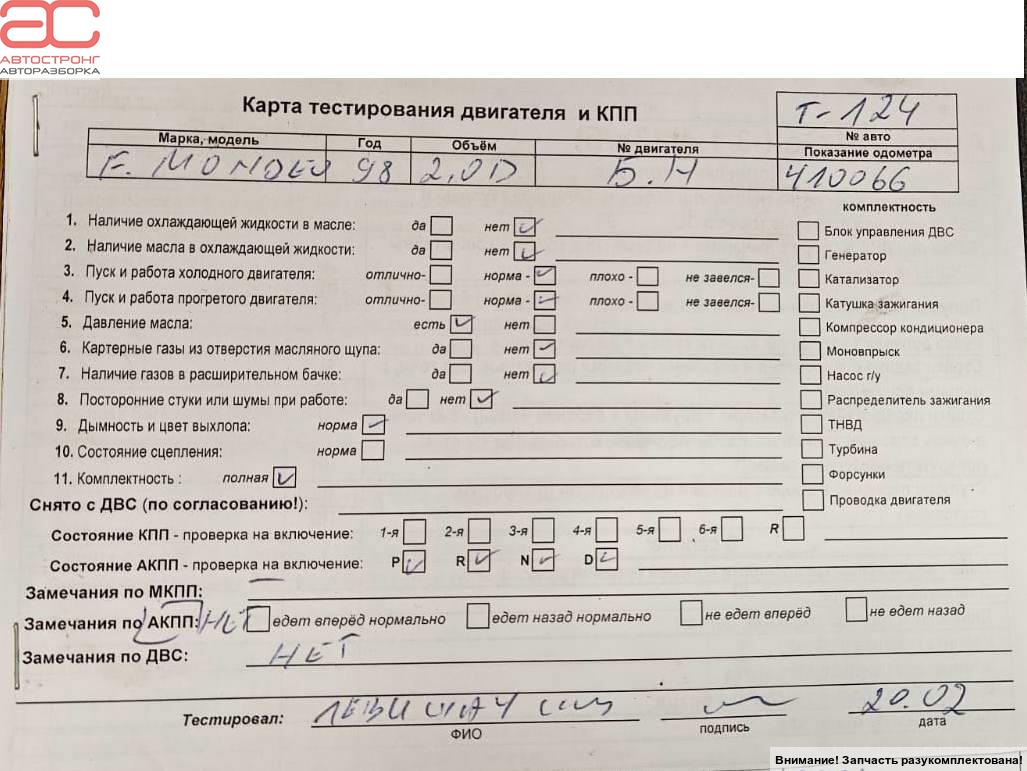 ас
АВТОСТРОНГ
АВТОРАЗБОРКА
Карта тестирования двигателя и КПП
Т-124
№ авто
Марка, модель Год Объём № двигателя Показание одометра
F. МОНДЕО 98 2,0D Б.Н 410066
комплектность
1. Наличие охлаждающей жидкости в масле: да нет
Блок управления ДВС
2. Наличие масла в охлаждающей жидкости: да нет
Генератор
3. Пуск и работа холодного двигателя: отлично- норма - плохо - не завелся-
Катализатор
4. Пуск и работа прогретого двигателя: отлично- норма - плохо - не завелся-
Катушка зажигания
5. Давление масла: есть нет
Компрессор кондиционера
6. Картерные газы из отверстия масляного щупа: да нет
Моновпрыск
7. Наличие газов в расширительном бачке: да нет
Насос г/у
8. Посторонние стуки или шумы при работе: да нет
Распределитель зажигания
9. Дымность и цвет выхлопа: норма
ТНВД
10. Состояние сцепления: норма
Турбина
11. Комплектность : полная
Форсунки
Снято с ДВС (по согласованию!):
Проводка двигателя
Состояние КПП - проверка на включение: 1-я 2-я 3-я 4-я 5-я 6-я R
Состояние АКПП - проверка на включение: P R N D
Замечания по МКПП:
Замечания по АКПП: НЕТ едет вперёд нормально едет назад нормально не едет вперёд не едет назад
Замечания по ДВС: НЕТ
Тестировал: 20.02
ФИО подпись дата
Внимание! Запчасть разукомплектована!